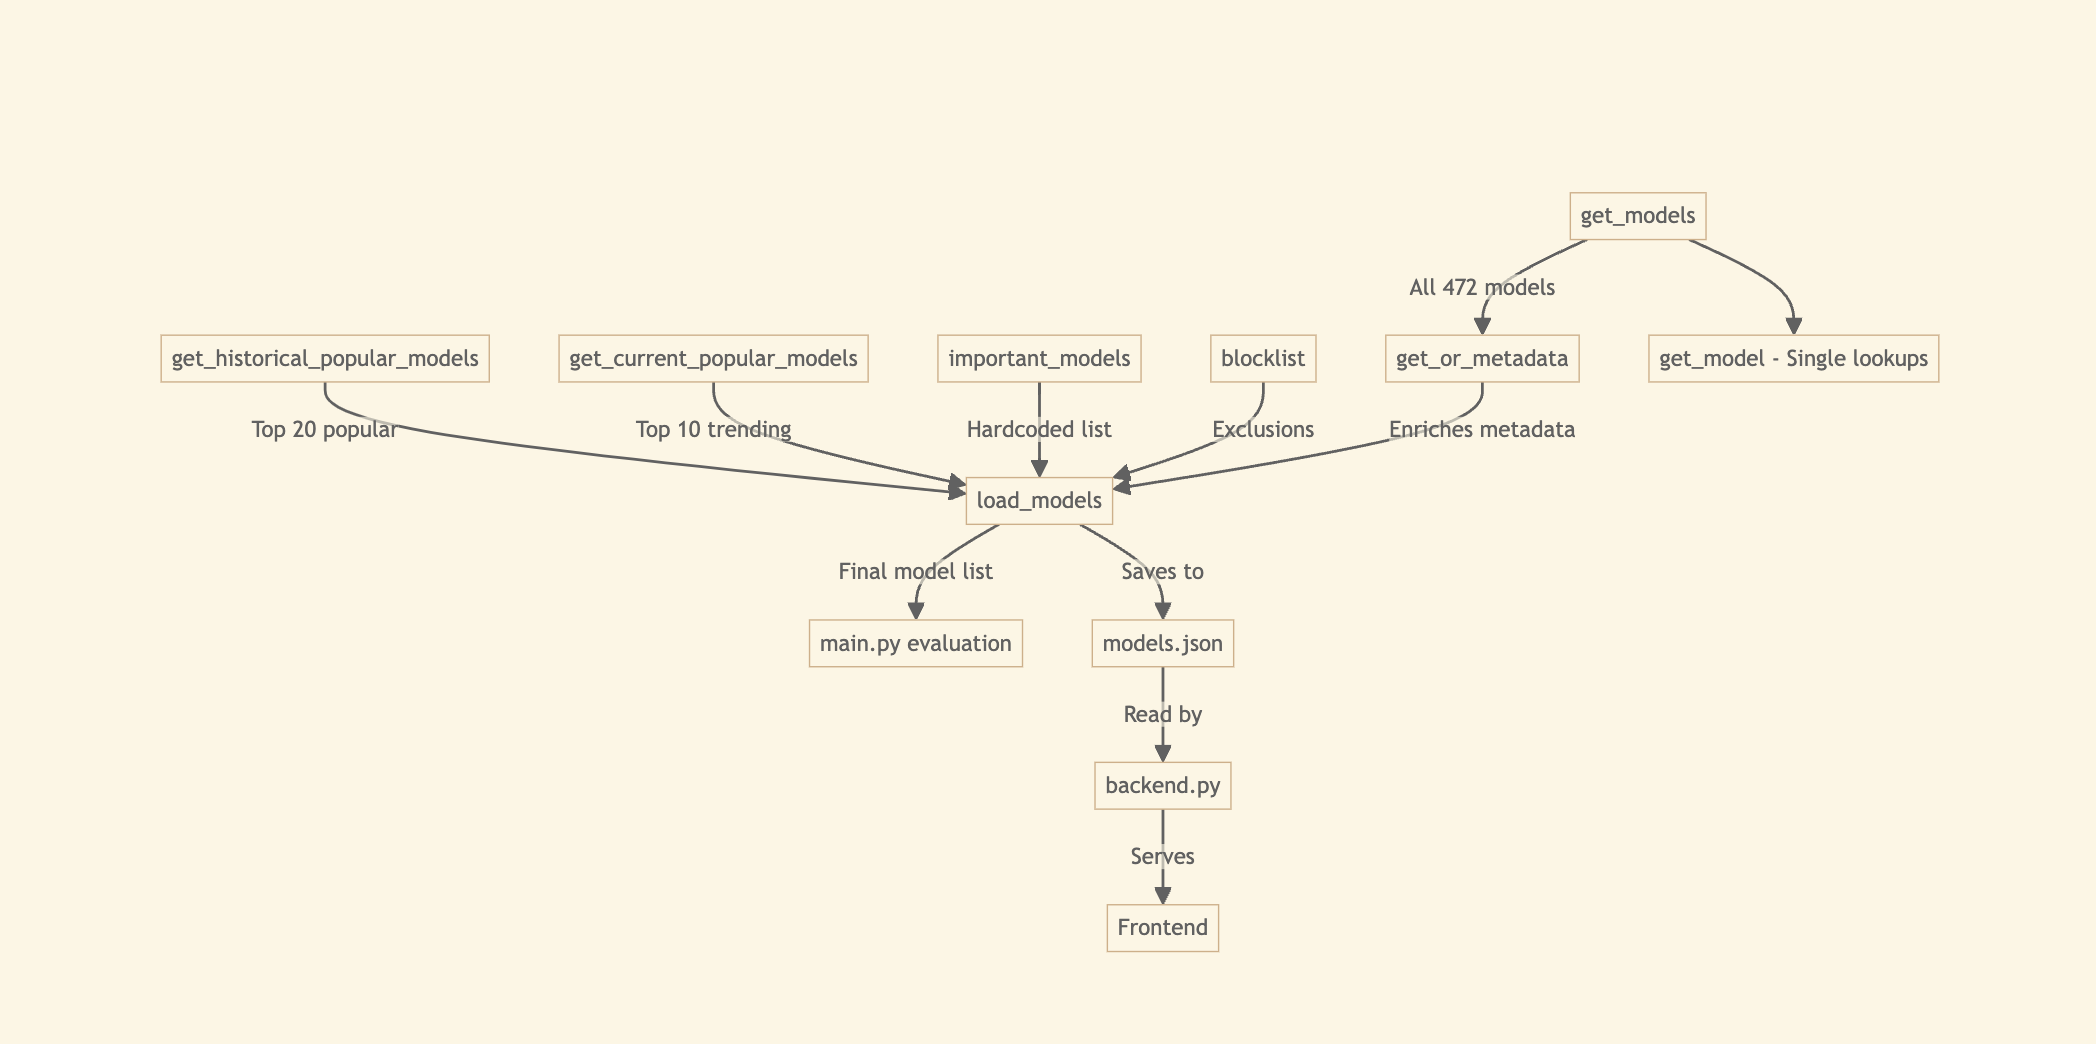 get_models
All 472 models
get_historical_popular_models
get_current_popular_models
important_models
blocklist
get_or_metadata
get_model - Single lookups
Top 20 popular
Top 10 trending
Hardcoded list
Exclusions
Enriches metadata
load_models
Final model list
Saves to
main.py evaluation
models.json
Read by
backend.py
Serves
Frontend